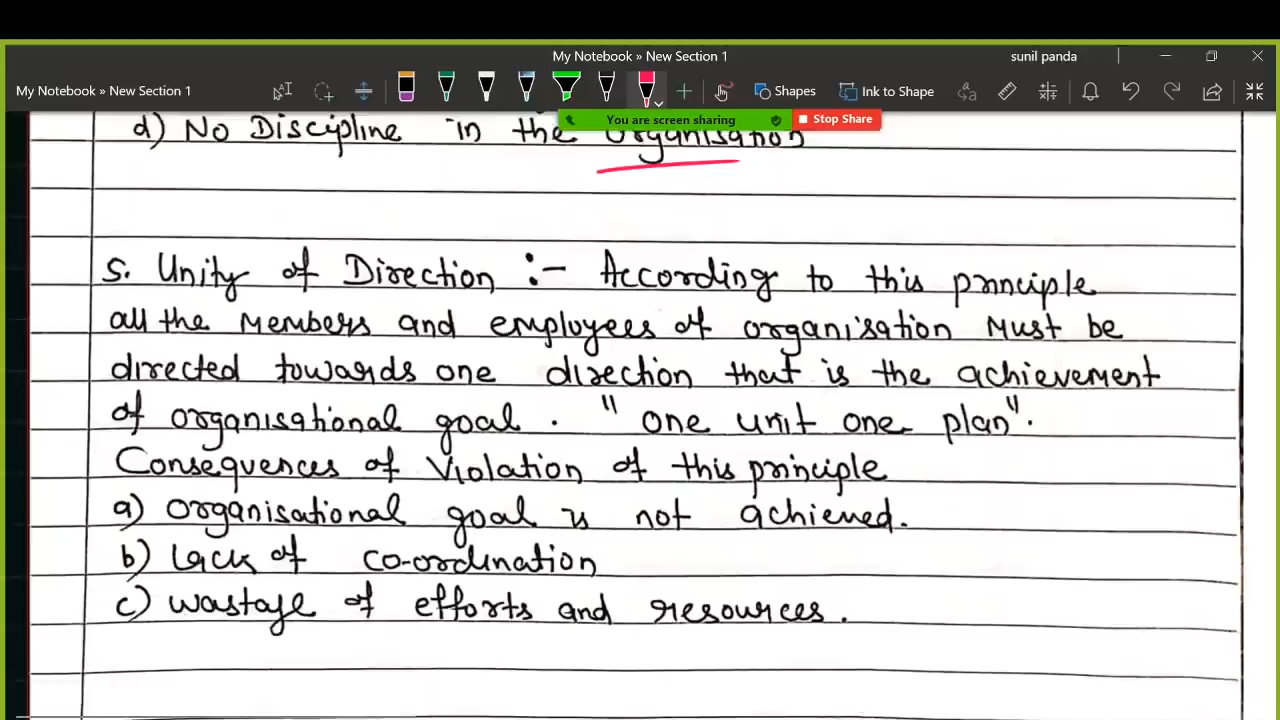 My Notebook » New Section 1
sunil panda
My Notebook » New Section 1
Shapes
Ink to Shape
You are screen sharing
Stop Share
d) No Discipline in the organisation
5. Unity of Direction :- According to this principle
all the Members and employees of organisation Must be
directed towards one direction that is the achievement
of organisational goal. "one unit one plan".
Consequences of Violation of this principle
a) organisational goal is not achieved.
b) Lack of co-ordination
c) wastage of efforts and resources.